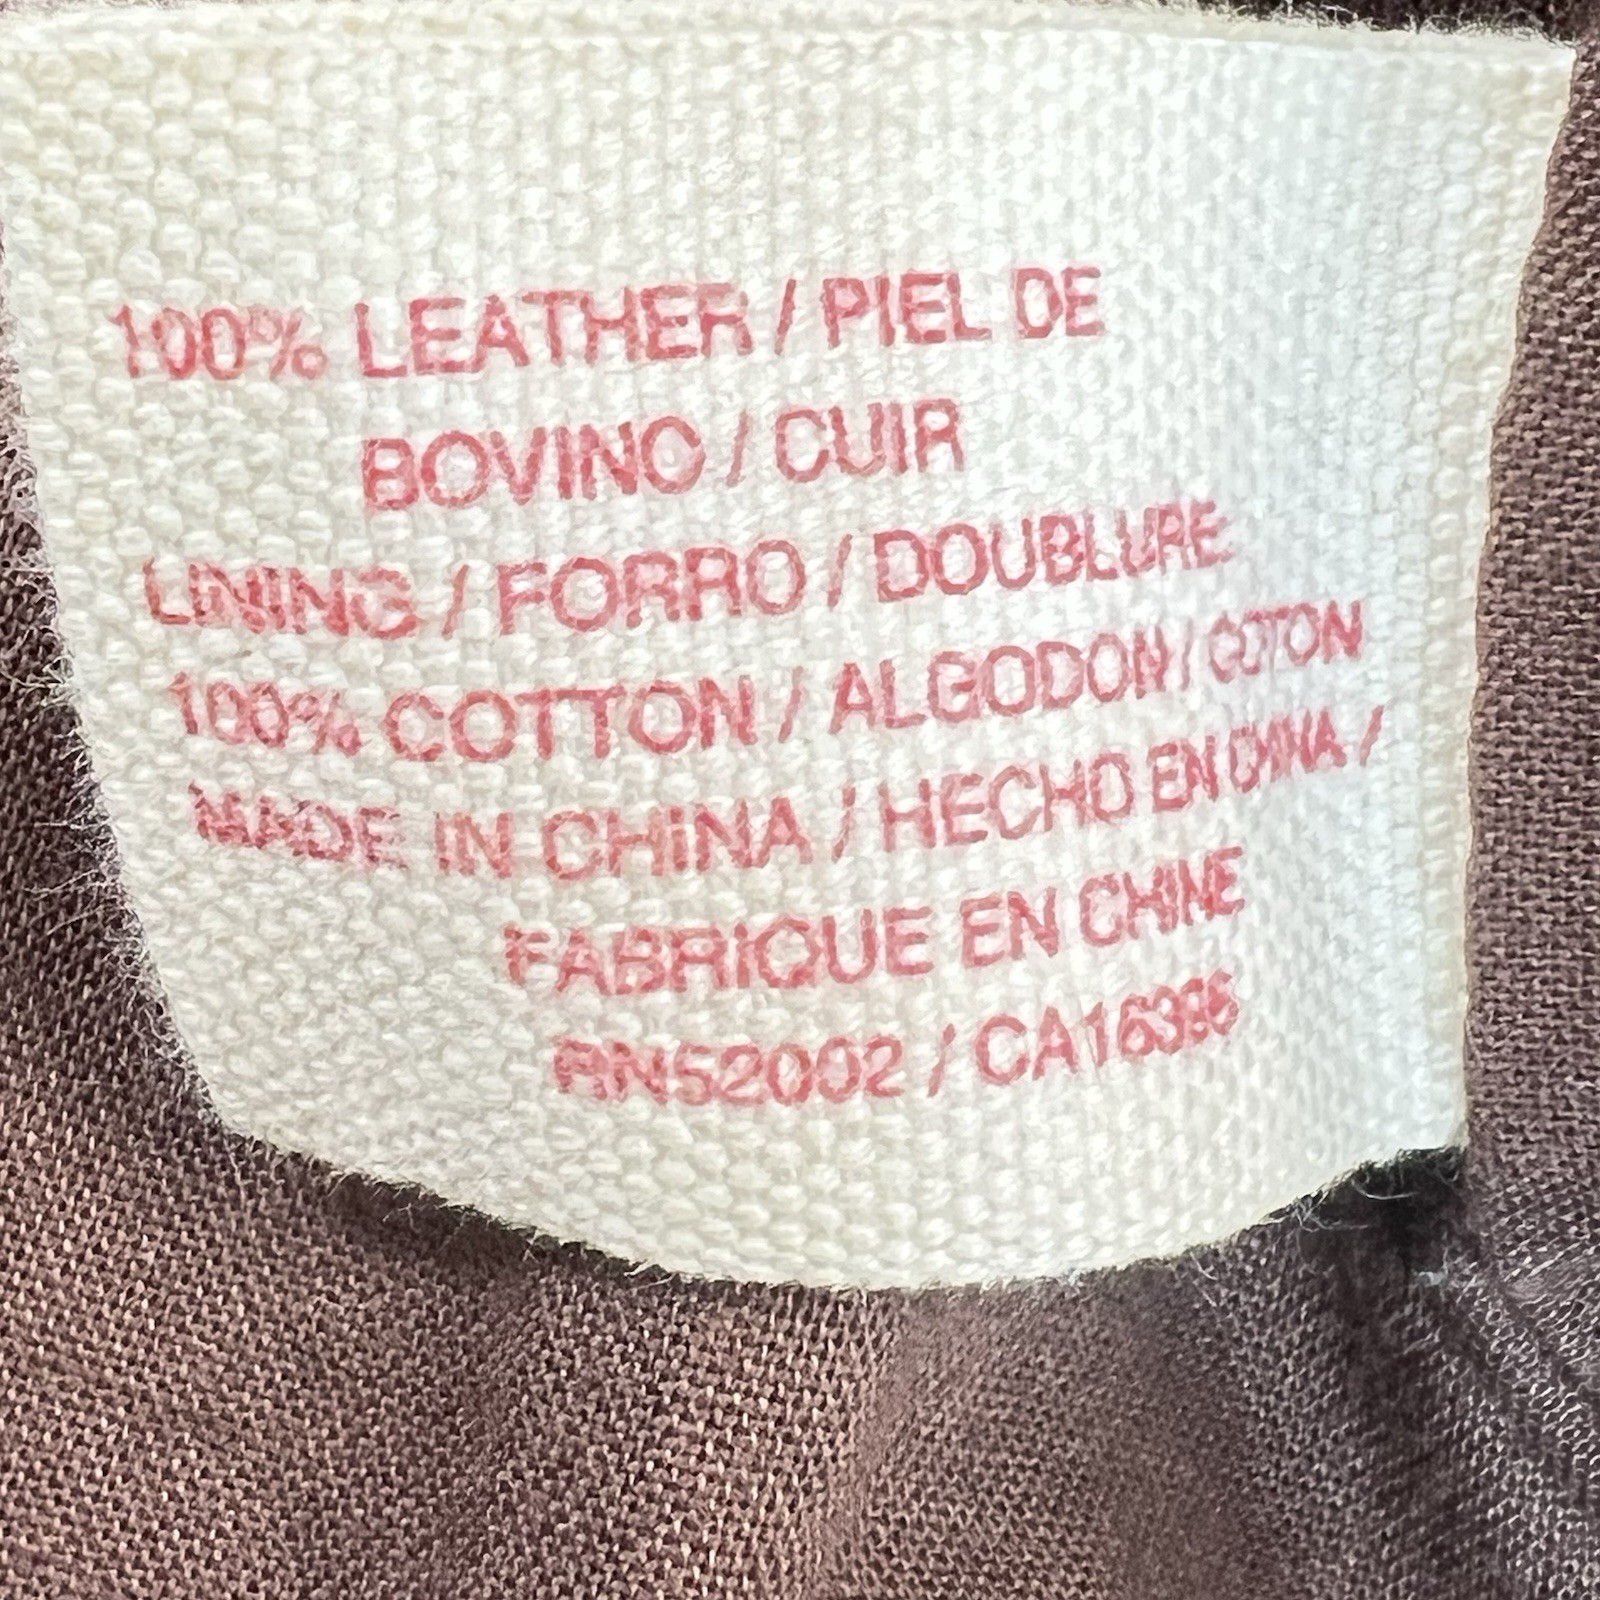 100% LEATHER / PIEL DE
BOVINO / CUIR
LINING / FORRO / DOUBLURE
100% COTTON / ALGODON / COTON
MADE IN CHINA / HECHO EN CHINA /
FABRIQUE EN CHINE
RN52002 / CA16396